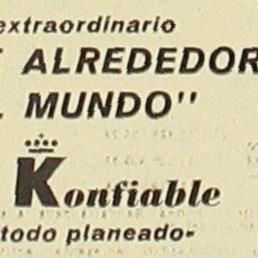 extraordinario
E ALREDEDOR
L MUNDO"
Konfiable
todo planeado-